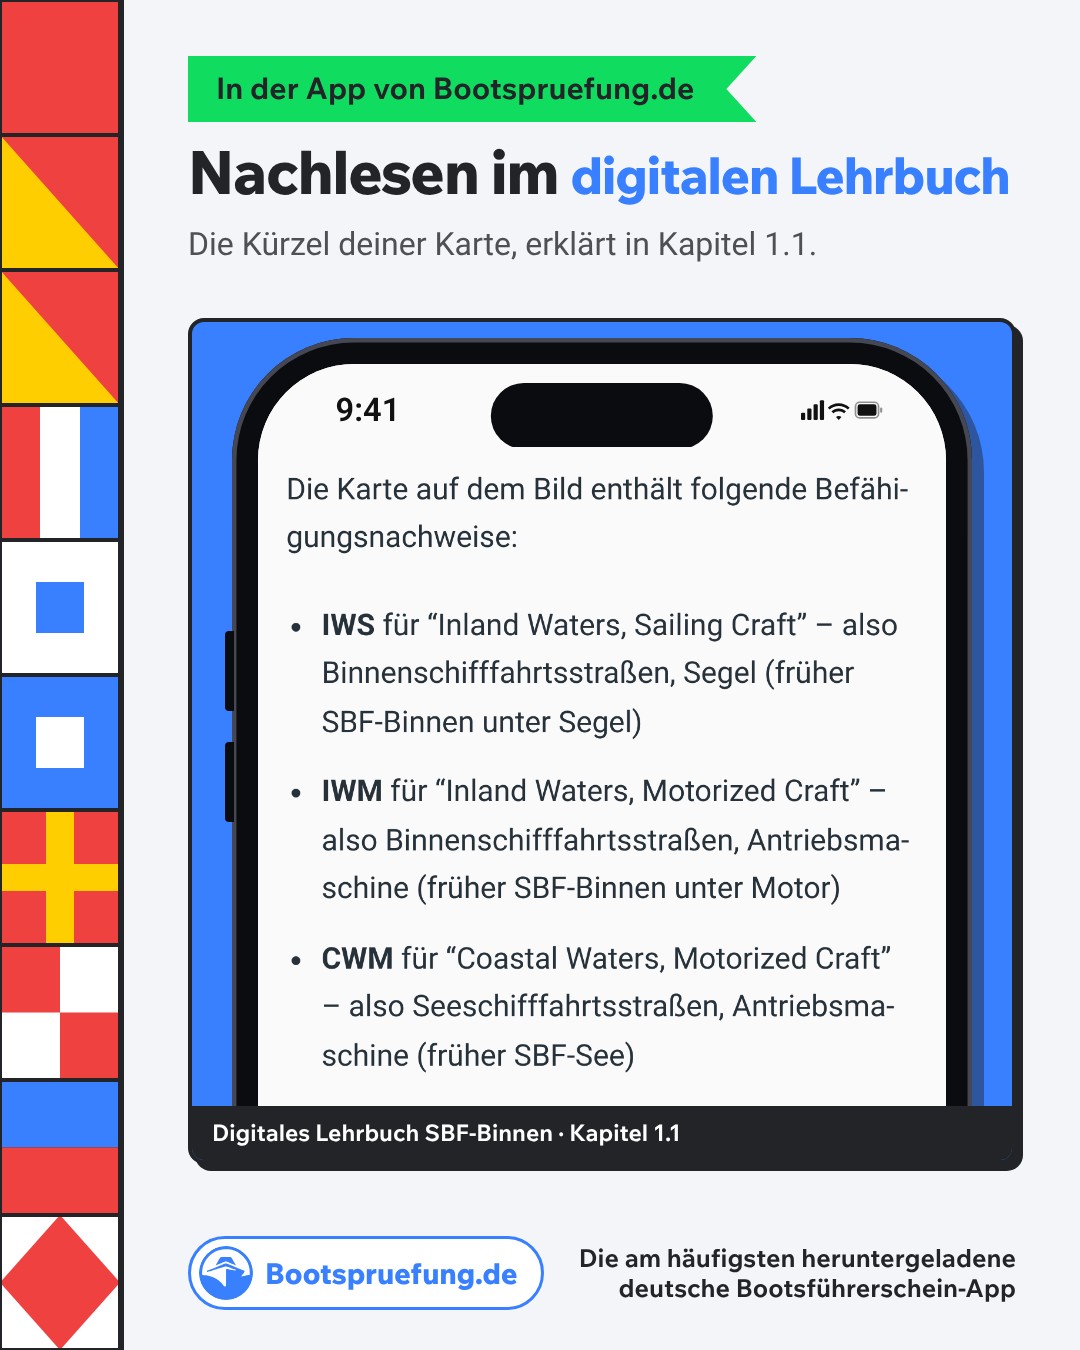 In der App von Bootspruefung.de
Nachlesen im digitalen Lehrbuch
Die Kürzel deiner Karte, erklärt in Kapitel 1.1.
9:41
Die Karte auf dem Bild enthält folgende Befähi-
gungsnachweise:
• IWS für “Inland Waters, Sailing Craft” – also
Binnenschifffahrtsstraßen, Segel (früher
SBF-Binnen unter Segel)
• IWM für “Inland Waters, Motorized Craft” –
also Binnenschifffahrtsstraßen, Antriebsma-
schine (früher SBF-Binnen unter Motor)
• CWM für “Coastal Waters, Motorized Craft”
– also Seeschifffahrtsstraßen, Antriebsma-
schine (früher SBF-See)
Digitales Lehrbuch SBF-Binnen · Kapitel 1.1
Bootspruefung.de
Die am häufigsten heruntergeladene
deutsche Bootsführerschein-App